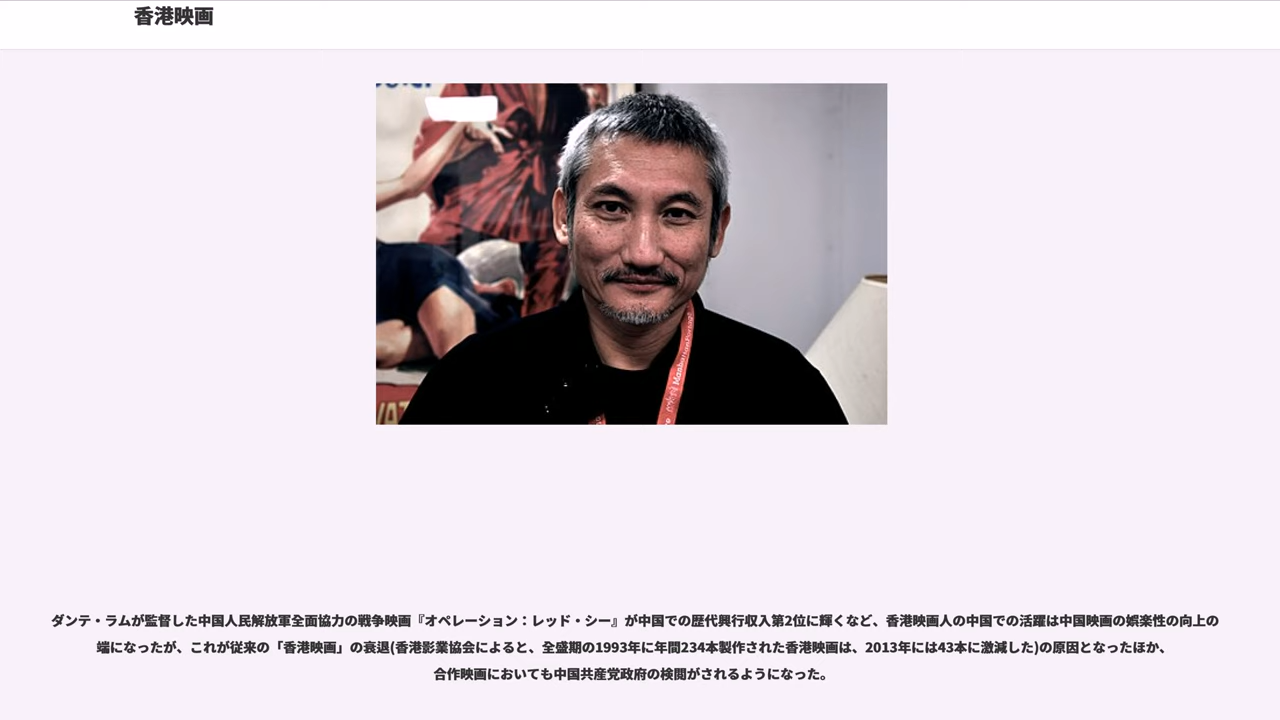 香港映画
Manhattan Portage
ダンテ・ラムが監督した中国人民解放軍全面協力の戦争映画『オペレーション：レッド・シー』が中国での歴代興行収入第2位に輝くなど、香港映画人の中国での活躍は中国映画の娯楽性の向上の
端になったが、これが従来の「香港映画」の衰退(香港影業協会によると、全盛期の1993年に年間234本製作された香港映画は、2013年には43本に激減した)の原因となったほか、
合作映画においても中国共産党政府の検閲がされるようになった。